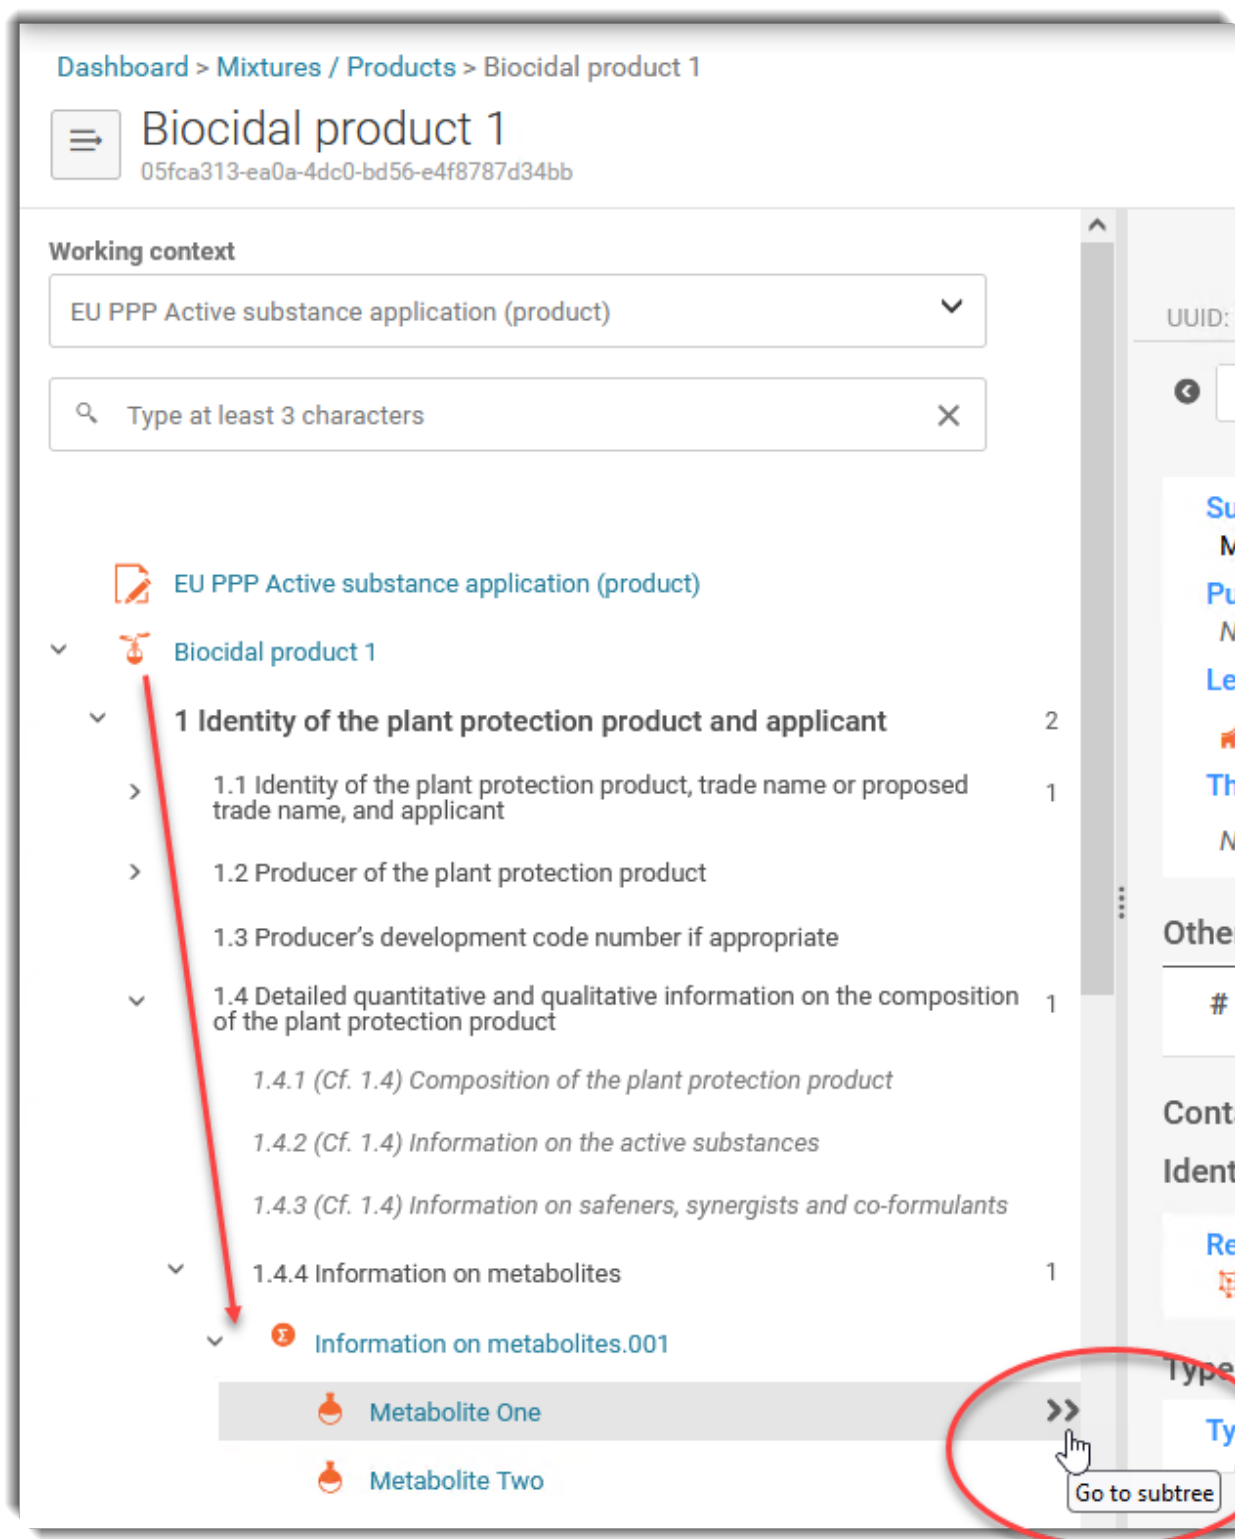 Dashboard > Mixtures / Products > Biocidal product 1
Biocidal product 1
05fca313-ea0a-4dc0-bd56-e4f8787d34bb
Working context
EU PPP Active substance application (product)
Type at least 3 characters
EU PPP Active substance application (product)
Biocidal product 1
1 Identity of the plant protection product and applicant 2
1.1 Identity of the plant protection product, trade name or proposed
trade name, and applicant 1
1.2 Producer of the plant protection product
1.3 Producer's development code number if appropriate
1.4 Detailed quantitative and qualitative information on the composition
of the plant protection product 1
1.4.1 (Cf. 1.4) Composition of the plant protection product
1.4.2 (Cf. 1.4) Information on the active substances
1.4.3 (Cf. 1.4) Information on safeners, synergists and co-formulants
1.4.4 Information on metabolites 1
Information on metabolites.001
Metabolite One
Metabolite Two
Go to subtree
UUID:
#
Type